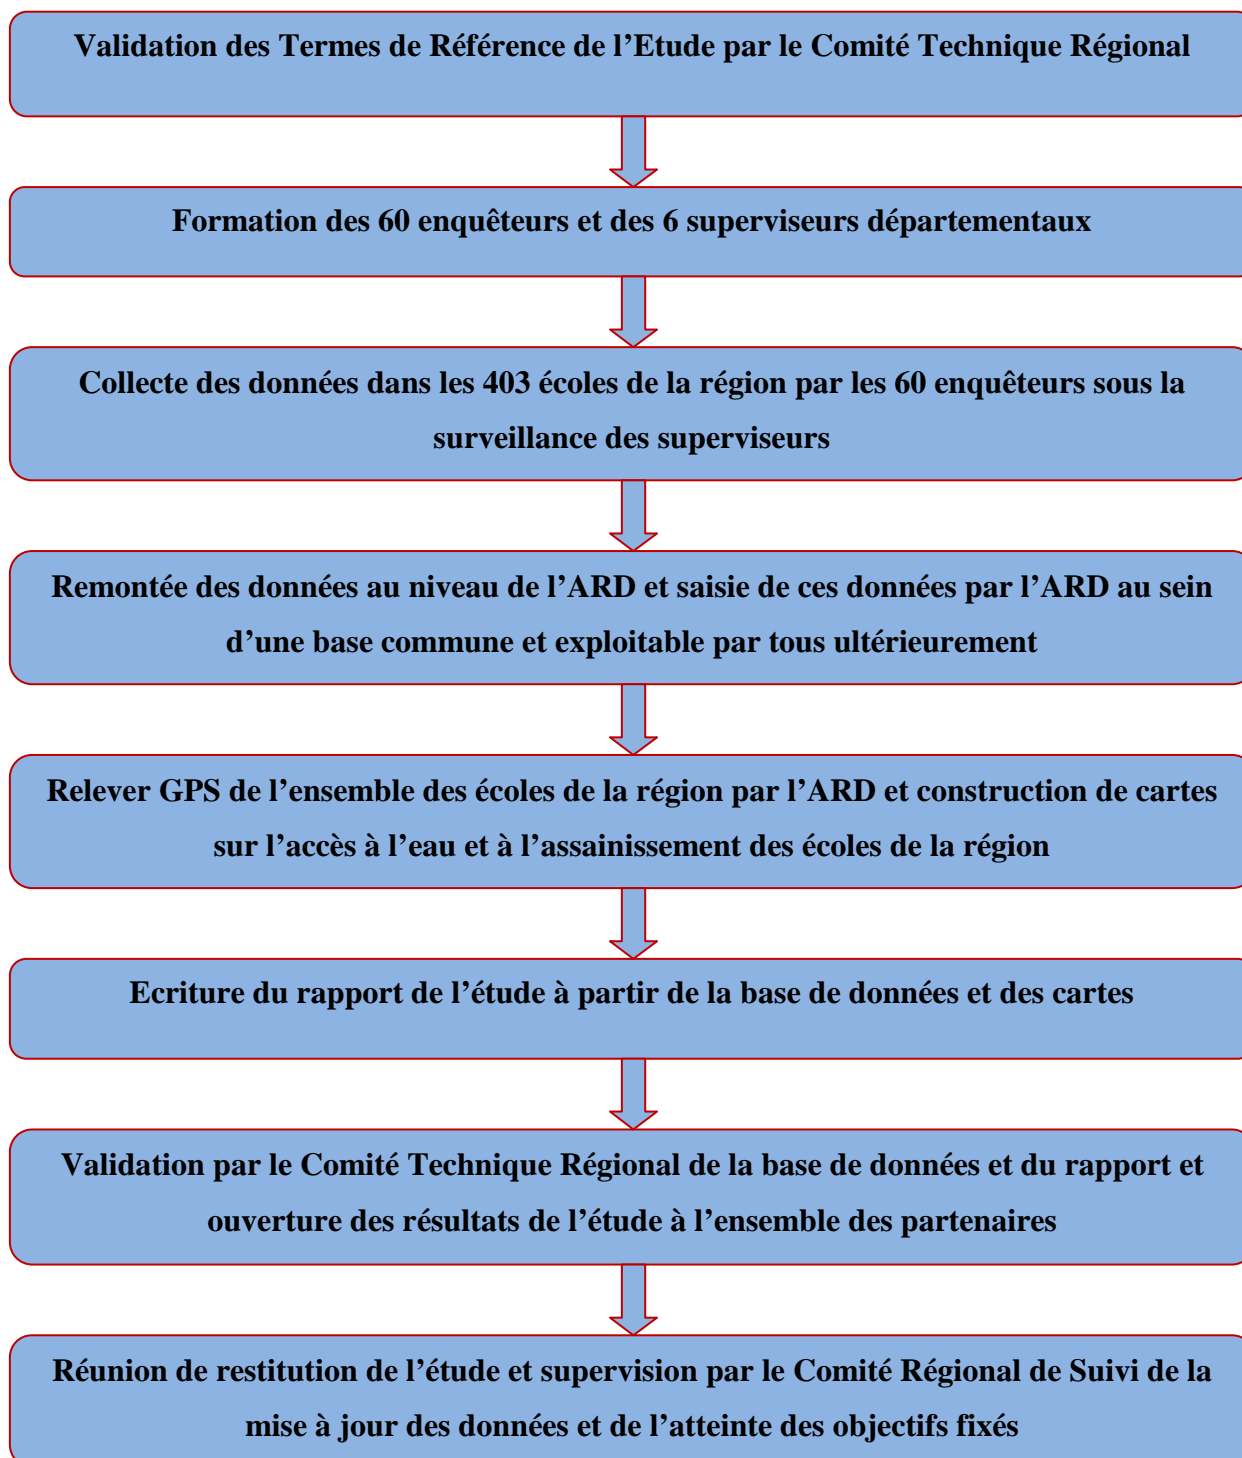 Validation des Termes de Référence de l’Etude par le Comité Technique Régional
Formation des 60 enquêteurs et des 6 superviseurs départementaux
Collecte des données dans les 403 écoles de la région par les 60 enquêteurs sous la
surveillance des superviseurs
Remontée des données au niveau de l’ARD et saisie de ces données par l’ARD au sein
d’une base commune et exploitable par tous ultérieurement
Relever GPS de l’ensemble des écoles de la région par l’ARD et construction de cartes
sur l’accès à l’eau et à l’assainissement des écoles de la région
Ecriture du rapport de l’étude à partir de la base de données et des cartes
Validation par le Comité Technique Régional de la base de données et du rapport et
ouverture des résultats de l’étude à l’ensemble des partenaires
Réunion de restitution de l’étude et supervision par le Comité Régional de Suivi de la
mise à jour des données et de l’atteinte des objectifs fixés